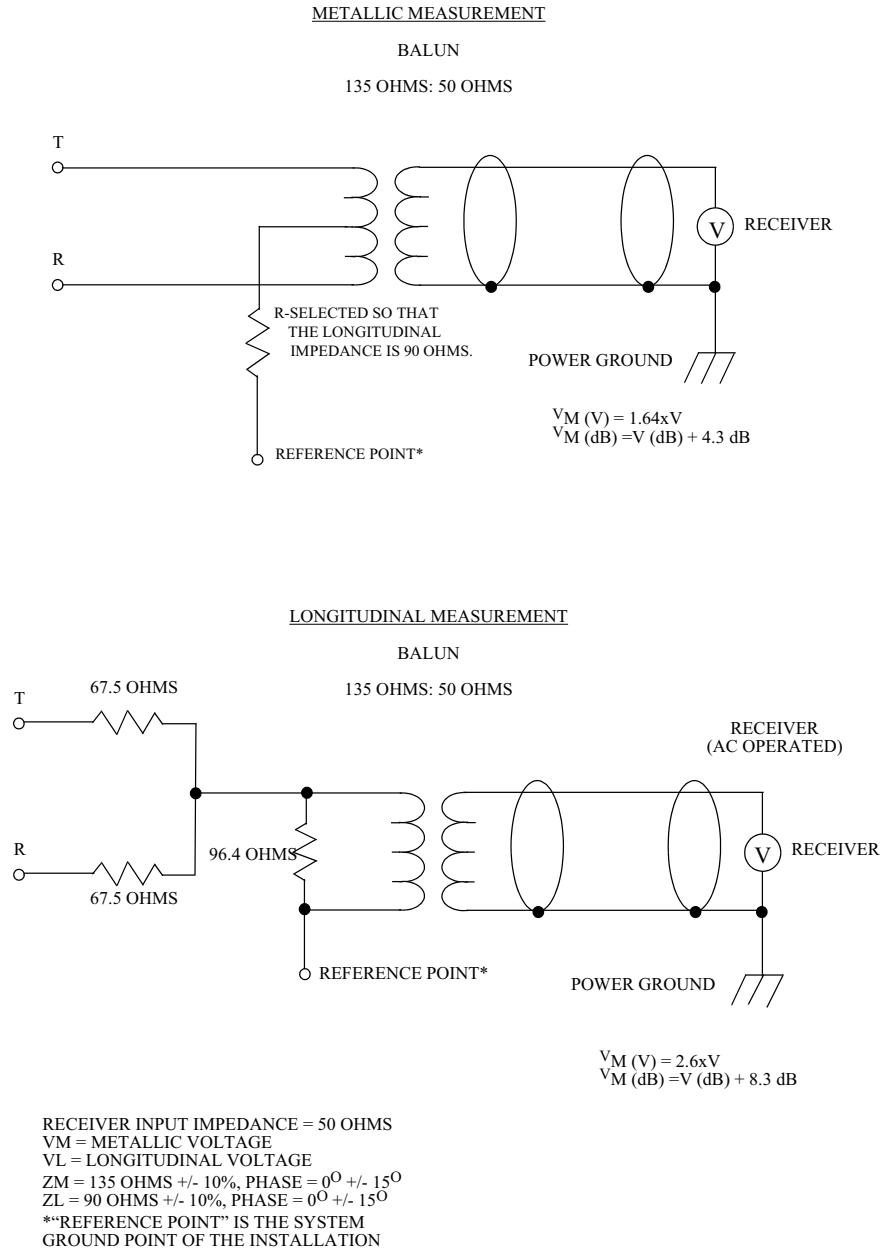 METALLIC MEASUREMENT
BALUN
135 OHMS: 50 OHMS
T
R
V
RECEIVER
R-SELECTED SO THAT
THE LONGITUDINAL
IMPEDANCE IS 90 OHMS.
POWER GROUND
REFERENCE POINT*
VM (V) = 1.64xV
VM (dB) =V (dB) + 4.3 dB
LONGITUDINAL MEASUREMENT
BALUN
135 OHMS: 50 OHMS
67.5 OHMS
T
RECEIVER
(AC OPERATED)
R
96.4 OHMS
V
RECEIVER
67.5 OHMS
REFERENCE POINT*
POWER GROUND
VM (V) = 2.6xV
VM (dB) =V (dB) + 8.3 dB
RECEIVER INPUT IMPEDANCE = 50 OHMS
VM = METALLIC VOLTAGE
VL = LONGITUDINAL VOLTAGE
ZM = 135 OHMS +/- 10%, PHASE = 0O +/- 15O
ZL = 90 OHMS +/- 10%, PHASE = 0O +/- 15O
*“REFERENCE POINT” IS THE SYSTEM
GROUND POINT OF THE INSTALLATION